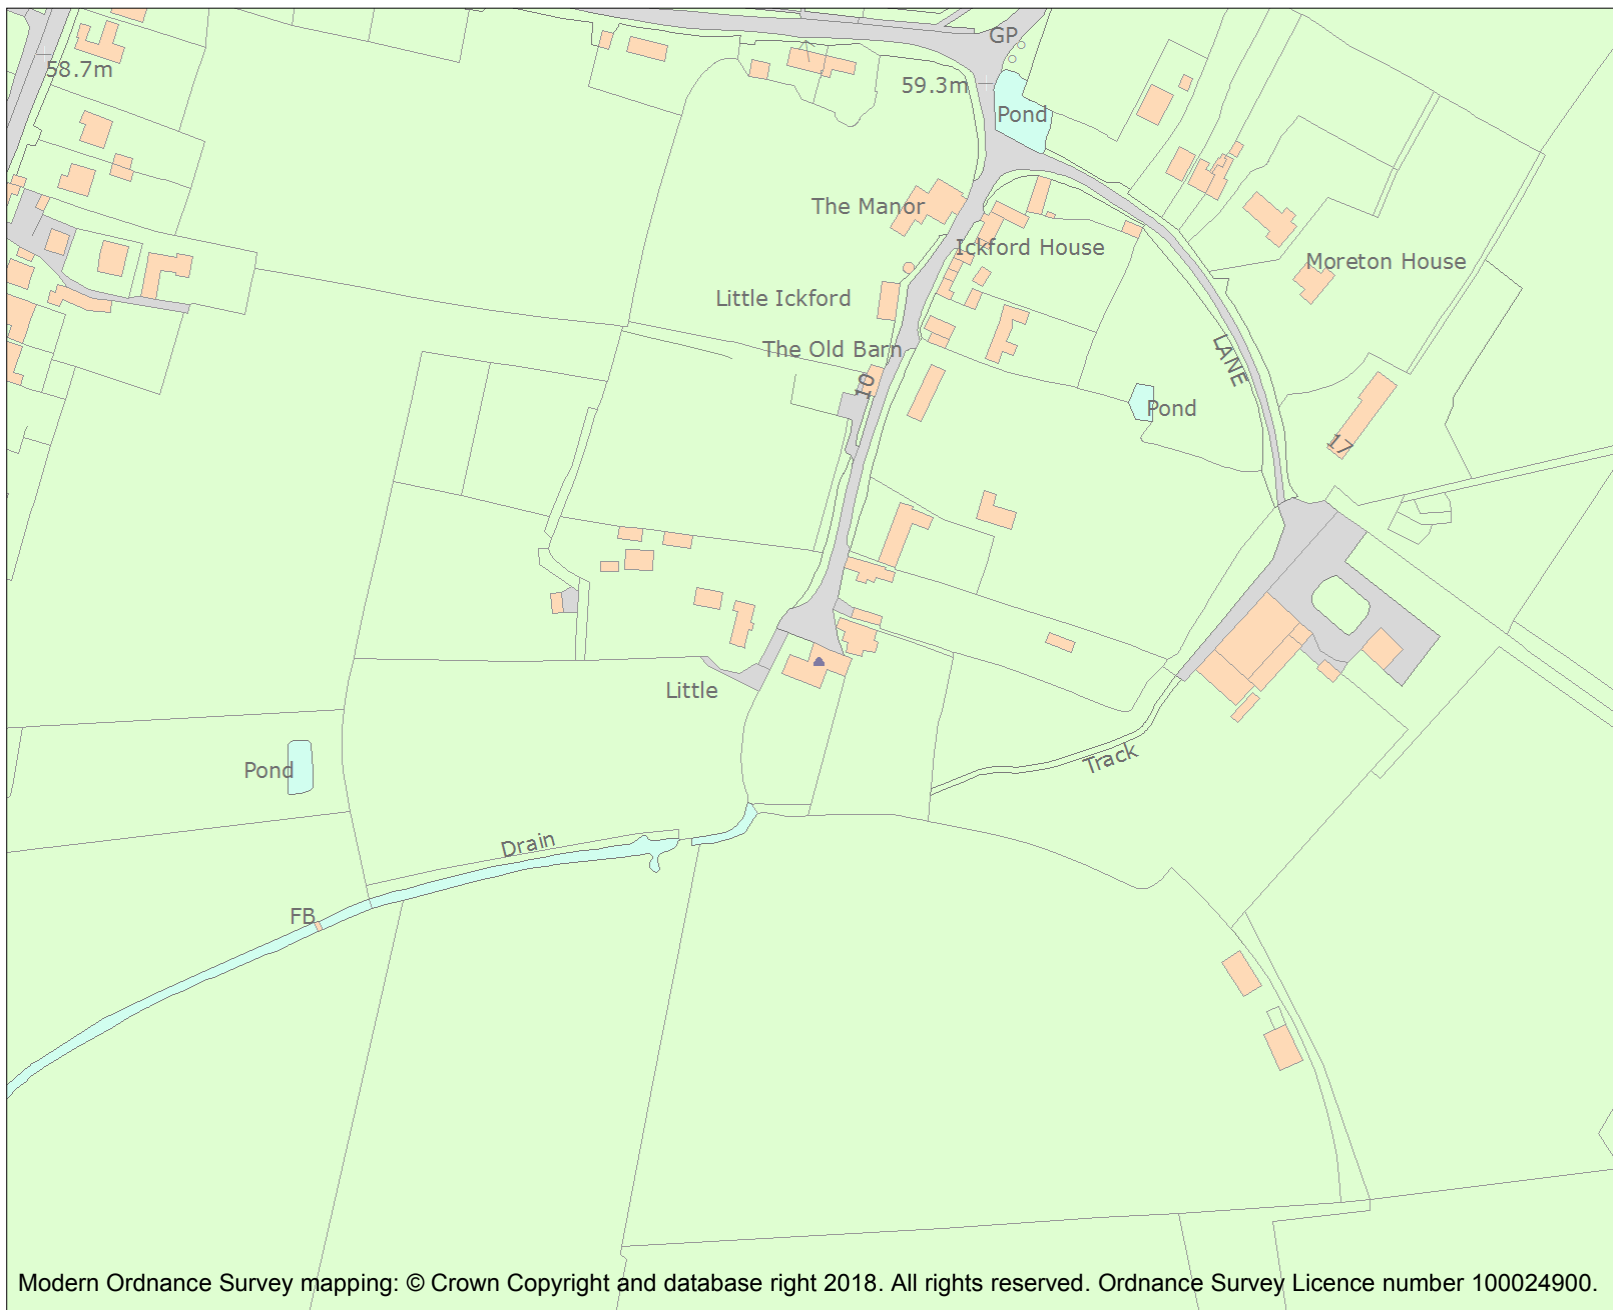 GP
58.7m
59.3m
Pond
The Manor
Ickford House
Moreton House
Little Ickford
The Old Barn
LANE
10
Pond
17
Little
Track
Pond
Drain
FB
Modern Ordnance Survey mapping: © Crown Copyright and database right 2018. All rights reserved. Ordnance Survey Licence number 100024900.